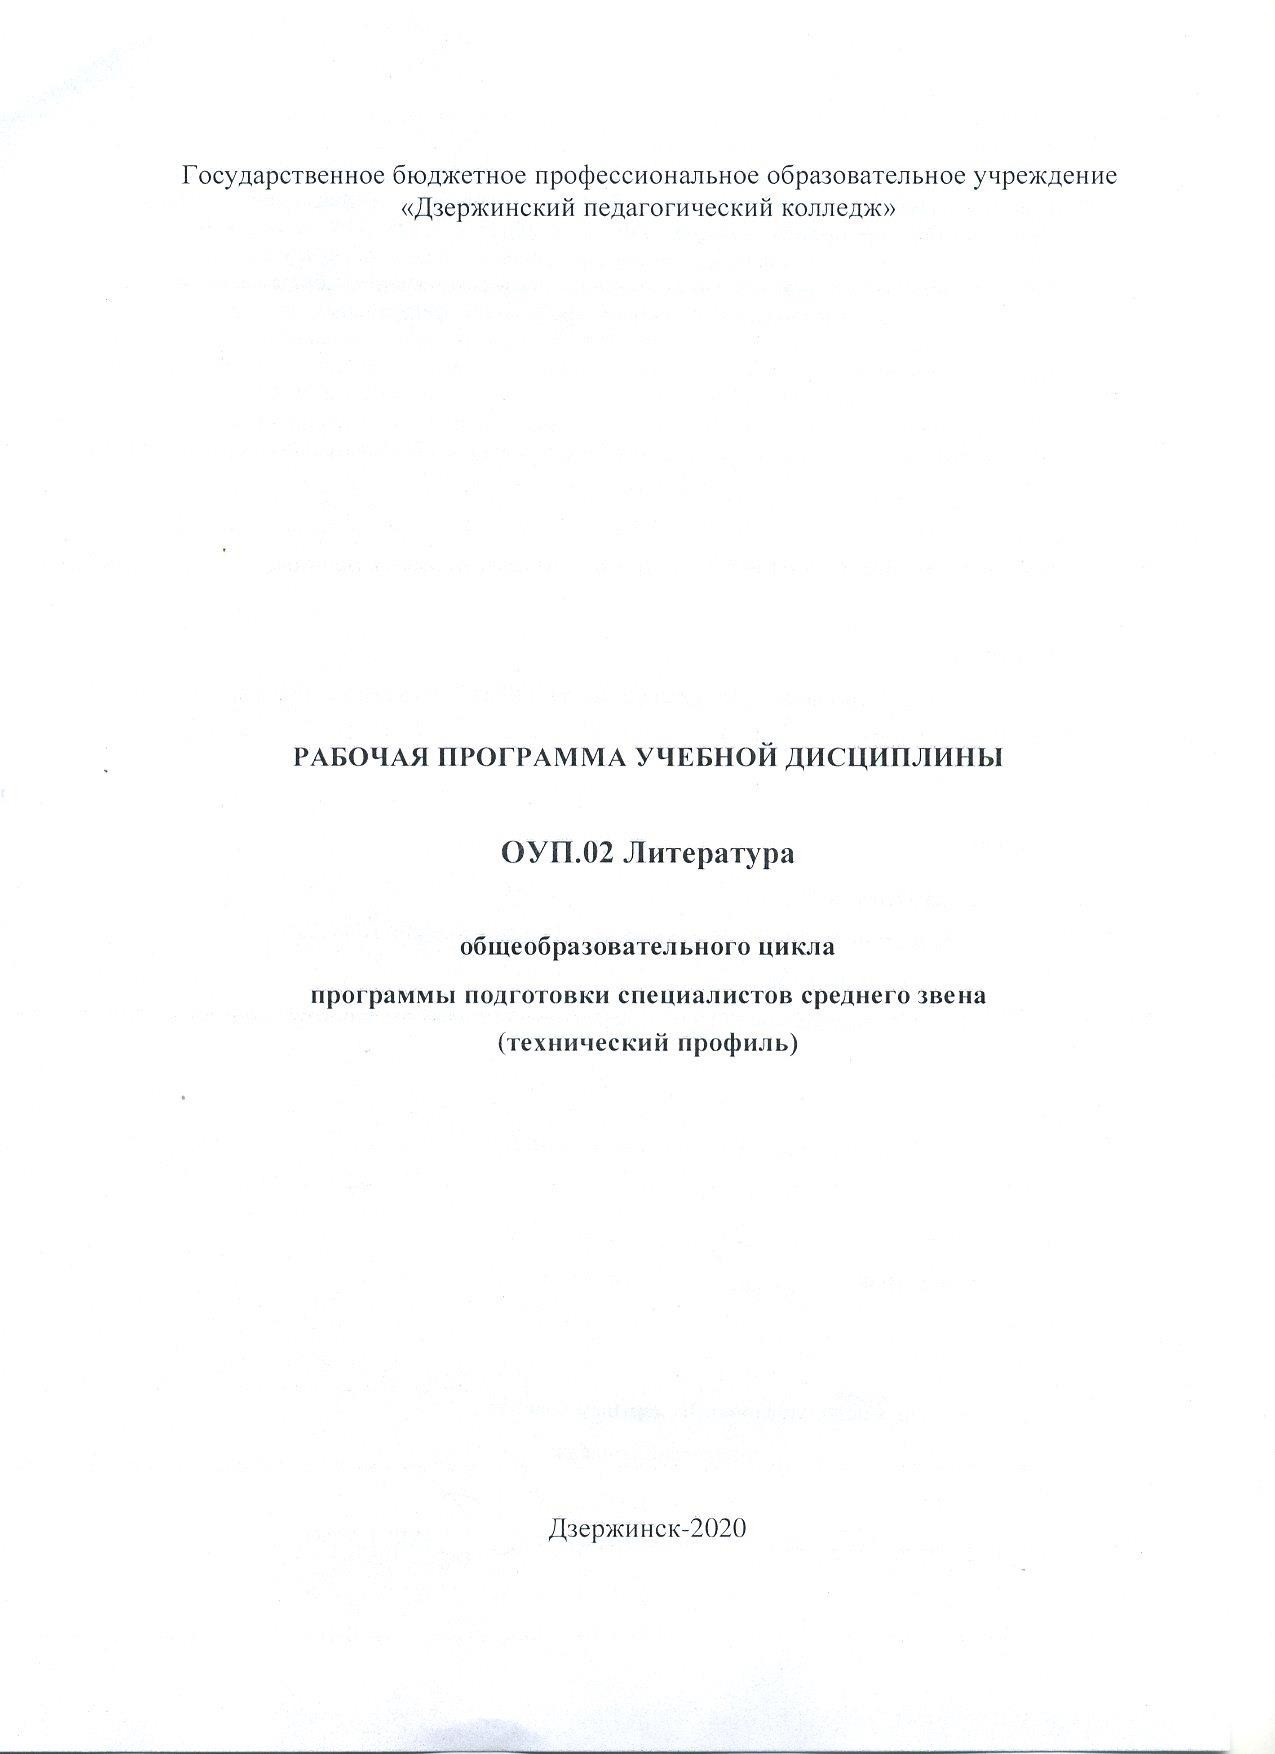 Государственное бюджетное профессиональное образовательное учреждение
«Дзержинский педагогический колледж»
РАБОЧАЯ ПРОГРАММА УЧЕБНОЙ ДИСЦИПЛИНЫ
ОУП.02 Литература
общеобразовательного цикла
программы подготовки специалистов среднего звена
(технический профиль)
Дзержинск-2020